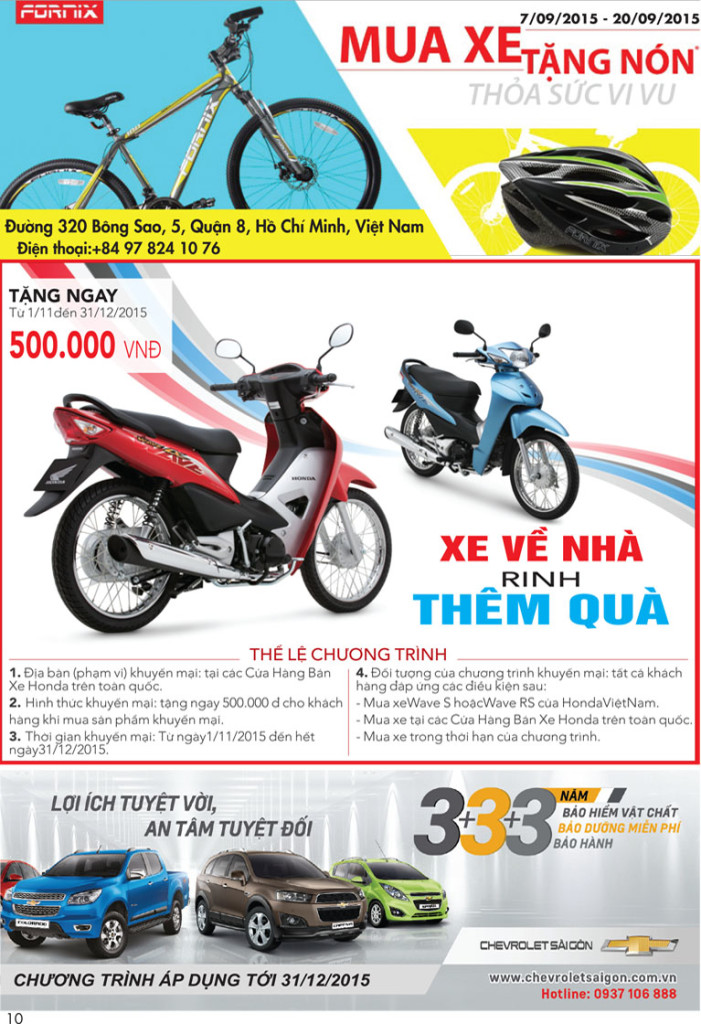 FORNIX
7/09/2015 - 20/09/2015
MUA XE
TẶNG NÓN*
THỎA SỨC VI VU
FORNIX
FORNIX
Đường 320 Bông Sao, 5, Quận 8, Hồ Chí Minh, Việt Nam
Điện thoại:+84 97 824 10 76
TẶNG NGAY
Từ 1/11đến 31/12/2015
500.000 VNĐ
HONDA
HONDA
XE VỀ NHÀ
RINH
THÊM QUÀ
THỂ LỆ CHƯƠNG TRÌNH
1. Địa bàn (phạm vi) khuyến mại: tại các Cửa Hàng Bán
Xe Honda trên toàn quốc.
2. Hình thức khuyến mại: tặng ngay 500.000 đ cho khách
hàng khi mua sản phẩm khuyến mại.
3. Thời gian khuyến mại: Từ ngày1/11/2015 đến hết
ngày31/12/2015.
4. Đối tượng của chương trình khuyến mại: tất cả khách
hàng đáp ứng các điều kiện sau:
- Mua xeWave S hoặcWave RS của HondaViệtNam.
- Mua xe tại các Cửa Hàng Bán Xe Honda trên toàn quốc.
- Mua xe trong thời hạn của chương trình.
LỢI ÍCH TUYỆT VỜI,
AN TÂM TUYỆT ĐỐI
3+3+3
NĂM
BẢO HIỂM VẬT CHẤT
BẢO DƯỠNG MIỄN PHÍ
BẢO HÀNH
CHEVROLET SÀI GÒN
CHƯƠNG TRÌNH ÁP DỤNG TỚI 31/12/2015
www.chevroletsaigon.com.vn
Hotline: 0937 106 888
10